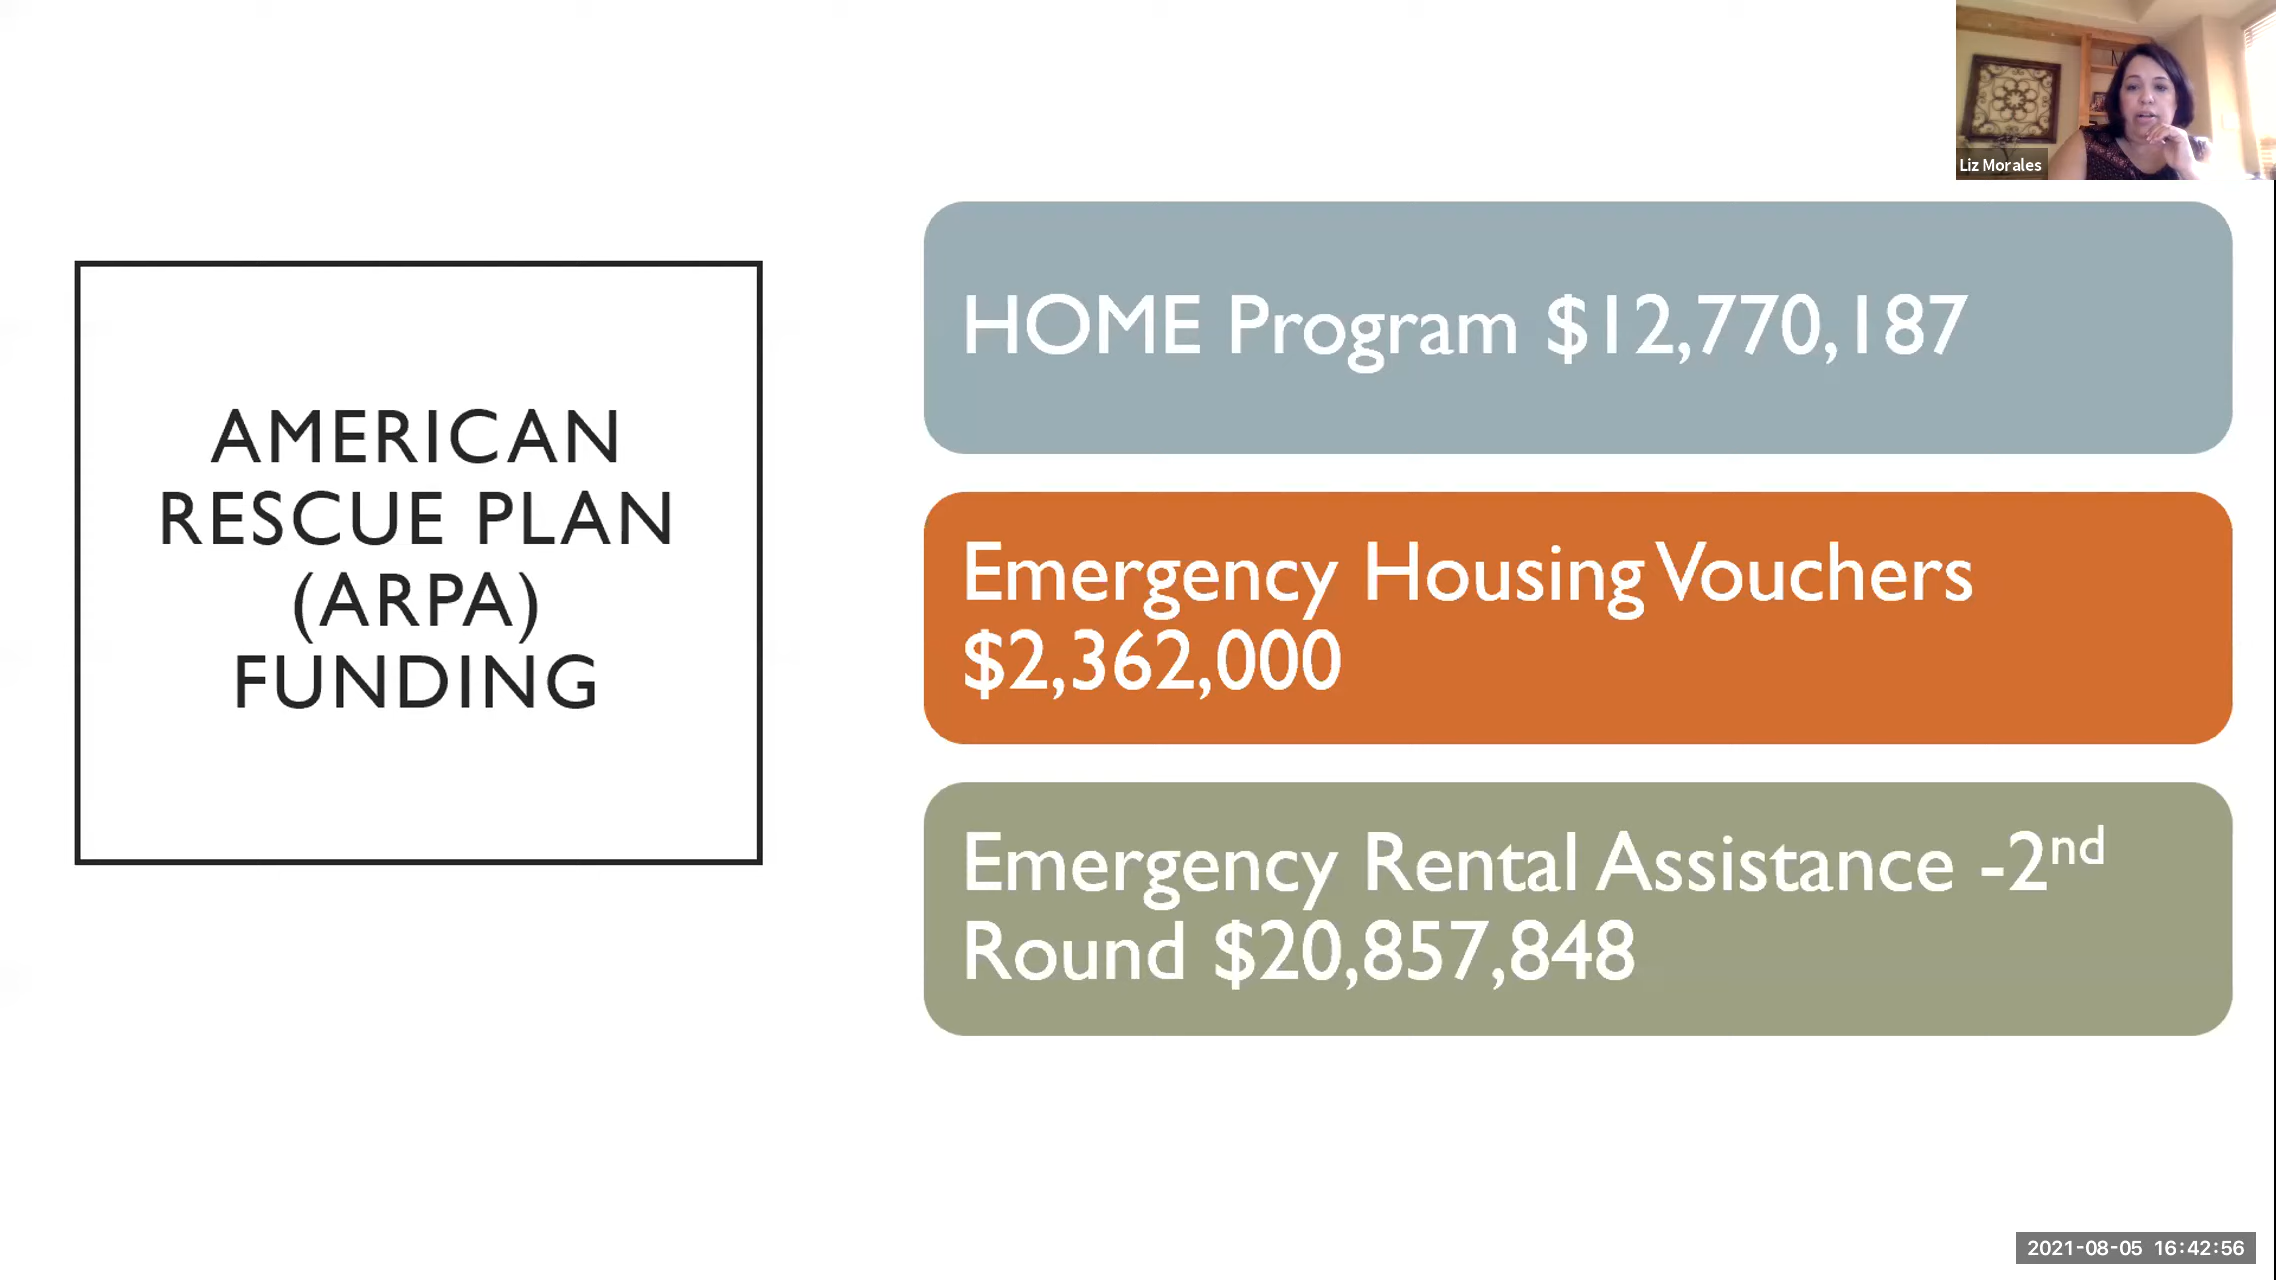 Liz Morales
AMERICAN
RESCUE PLAN
(ARPA)
FUNDING
HOME Program $12,770,187
Emergency Housing Vouchers
$2,362,000
Emergency Rental Assistance -2nd
Round $20,857,848
2021-08-05 16:42:56